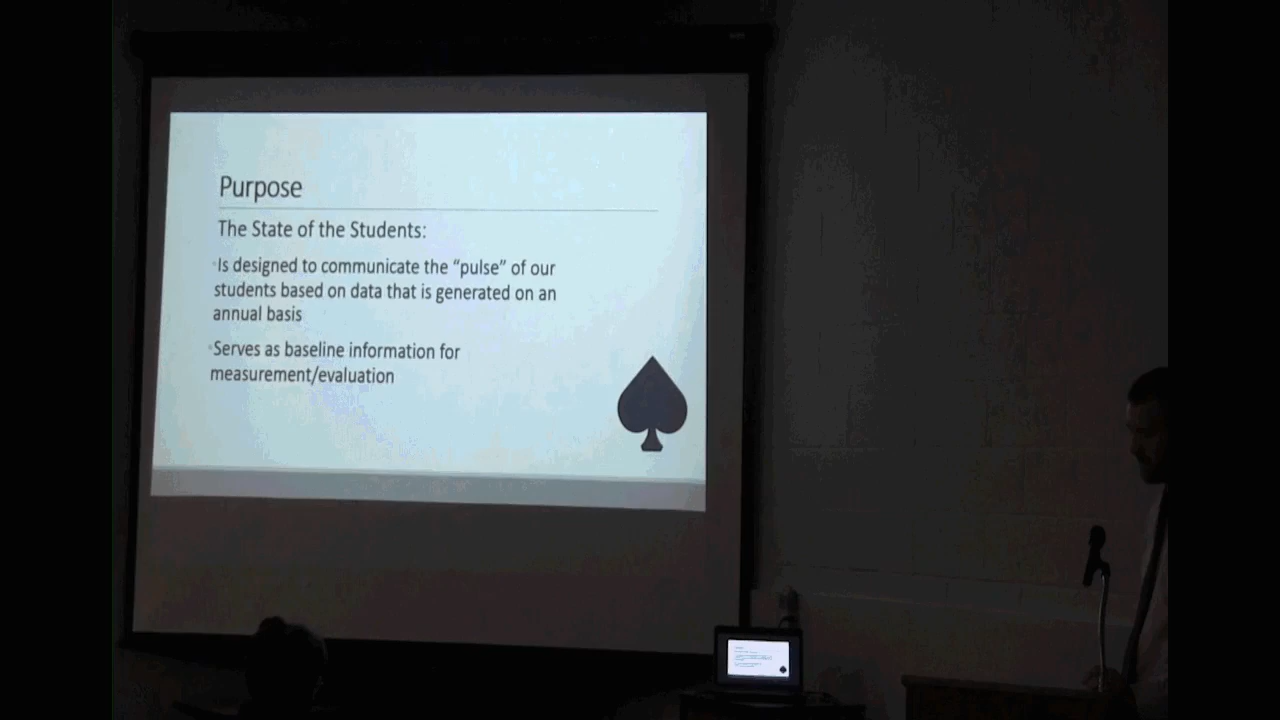 Purpose
The State of the Students:
Is designed to communicate the “pulse” of our
students based on data that is generated on an
annual basis
Serves as baseline information for
measurement/evaluation